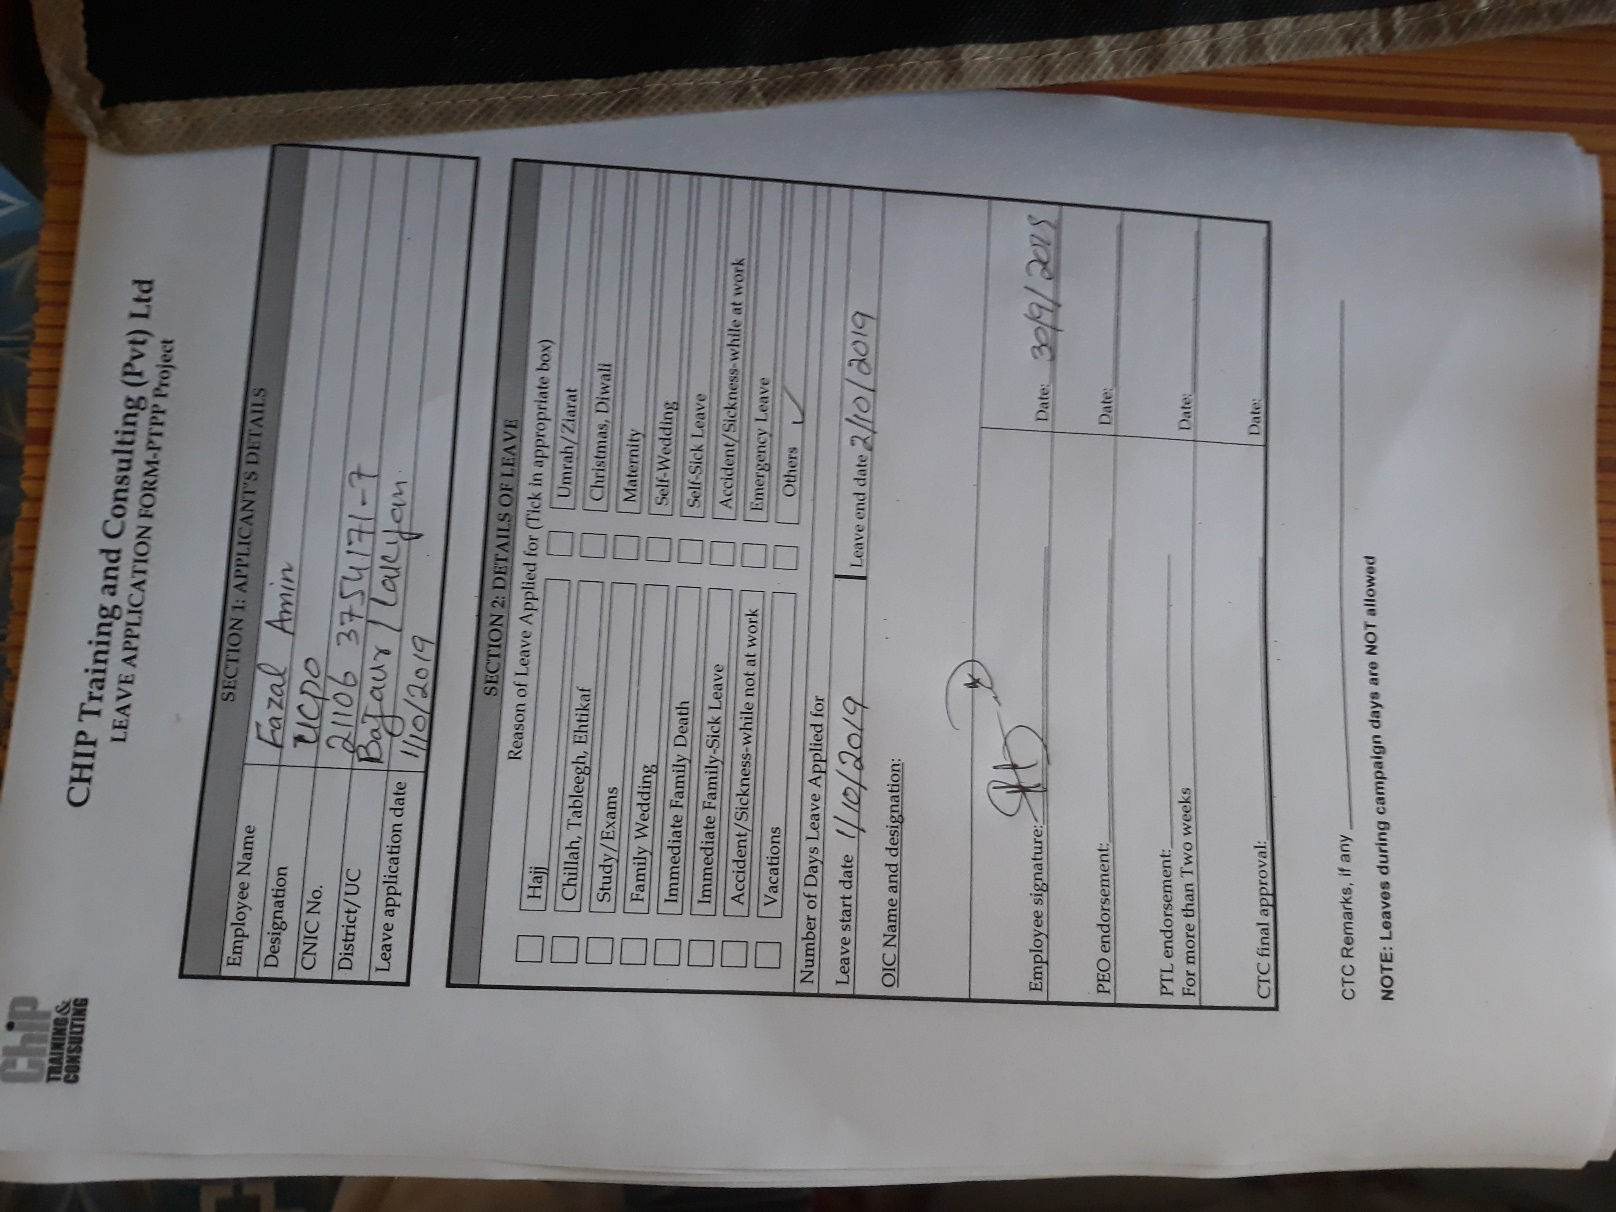 Chip
TRAINING &
CONSULTING
CHIP Training and Consulting (Pvt) Ltd
LEAVE APPLICATION FORM-PTPP Project
SECTION 1: APPLICANT'S DETAILS
Employee Name Fazal Amin
Designation UCPO
CNIC No. 21106 3754171-7
District/UC Bajaur /
Leave application date 1/10/2019
SECTION 2: DETAILS OF LEAVE
Reason of Leave Applied for (Tick in appropriate box)
Hajj Umrah/Ziarat
Chillah, Tableegh, Ehtikaf Christmas, Diwali
Study/Exams Maternity
Family Wedding Self-Wedding
Immediate Family Death Self-Sick Leave
Immediate Family-Sick Leave Accident/Sickness-while at work
Accident/Sickness-while not at work Emergency Leave
Vacations Others ✓
Number of Days Leave Applied for
Leave start date 1/10/2019 Leave end date 2/10/2019
OIC Name and designation:
Employee signature: Date: 30/9/
PEO endorsement: Date:
PTL endorsement: Date:
For more than Two weeks
CTC final approval: Date:
CTC Remarks, if any
NOTE: Leaves during campaign days are NOT allowed